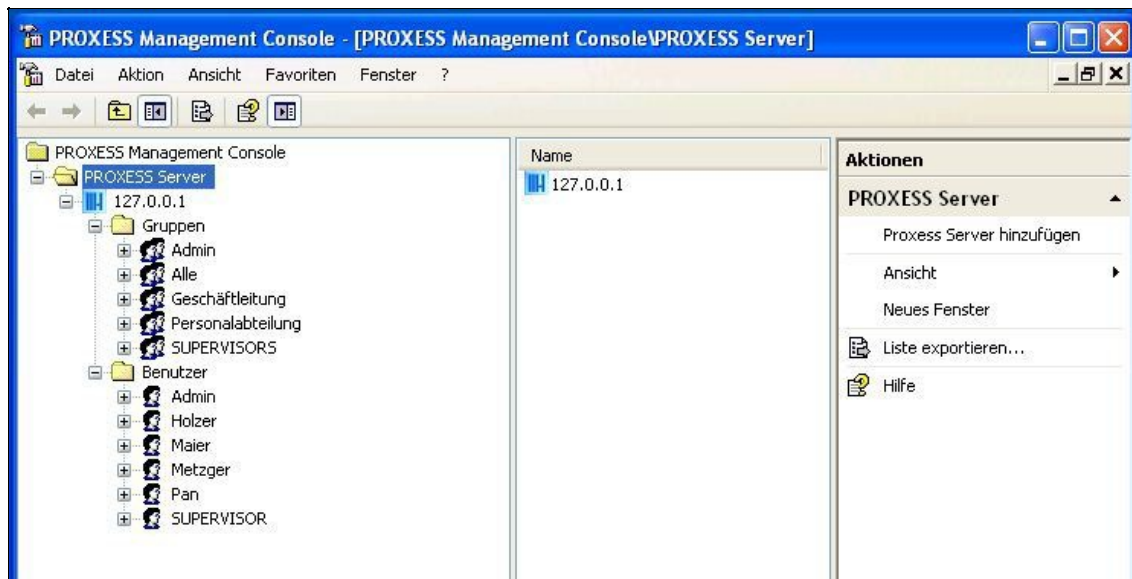 PROXESS Management Console - [PROXESS Management Console\PROXESS Server]
Datei Aktion Ansicht Favoriten Fenster ?
PROXESS Management Console
PROXESS Server
127.0.0.1
Gruppen
Admin
Alle
Geschäftleitung
Personalabteilung
SUPERVISORS
Benutzer
Admin
Holzer
Maier
Metzger
Pan
SUPERVISOR
Name
127.0.0.1
Aktionen
PROXESS Server
Proxess Server hinzufügen
Ansicht
Neues Fenster
Liste exportieren...
Hilfe